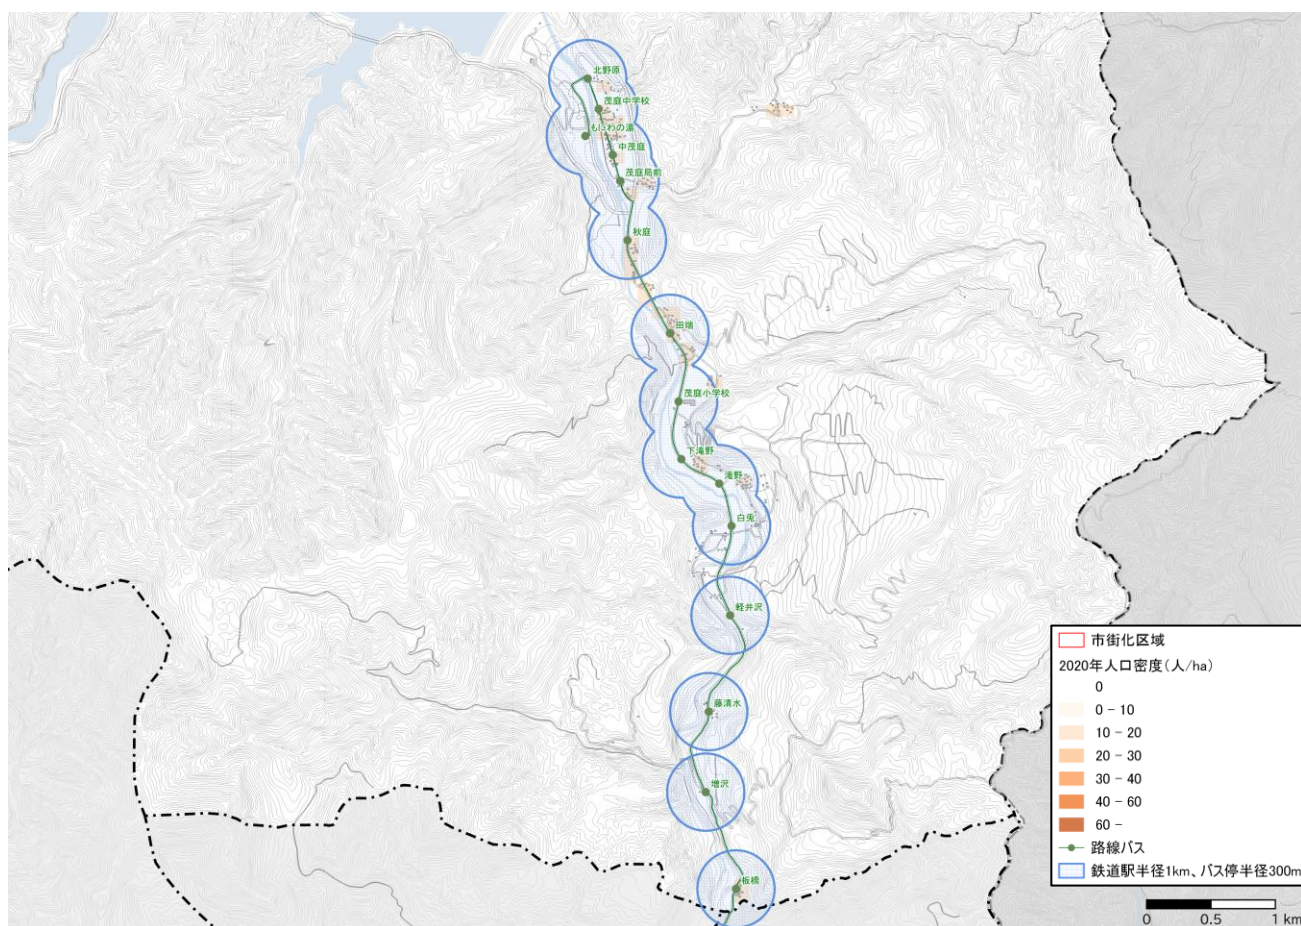 北野原
茂庭中学校
もにわの湯
中茂庭
茂庭局前
秋庭
田端
茂庭小学校
下滝野
滝野
白兎
軽井沢
藤清水
増沢
板橋
市街化区域
2020年人口密度(人/ha)
0
0 - 10
10 - 20
20 - 30
30 - 40
40 - 60
60 -
路線バス
鉄道駅半径1km、バス停半径300m
0 0.5 1 km